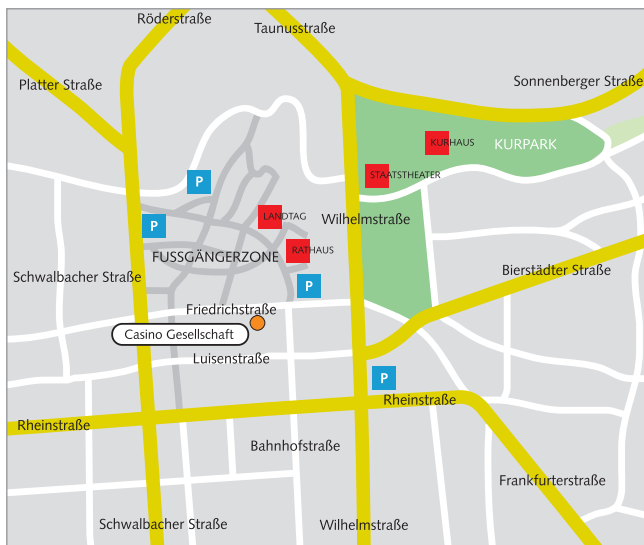 Röderstraße
Taunusstraße
Platter Straße
Sonnenberger Straße
KURHAUS
KURPARK
STAATSTHEATER
P
LANDTAG
Wilhelmstraße
P
RATHAUS
FUSSGÄNGERZONE
Bierstädter Straße
Schwalbacher Straße
P
Friedrichstraße
Casino Gesellschaft
Luisenstraße
P
Rheinstraße
Rheinstraße
Bahnhofstraße
Frankfurterstraße
Schwalbacher Straße
Wilhelmstraße